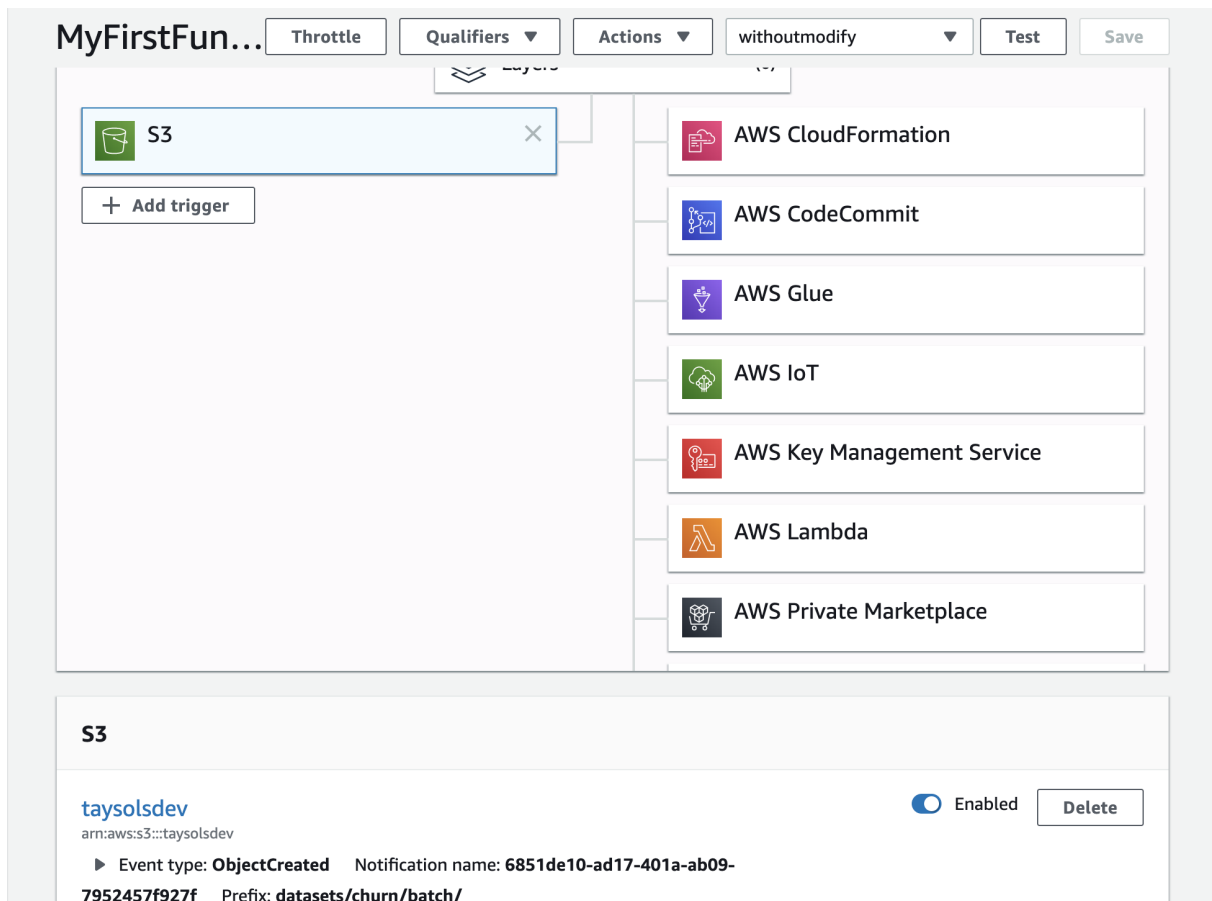 MyFirstFun...
Throttle
Qualifiers
Actions
withoutmodify
Test
Save
Layers
(0)
S3
Add trigger
AWS CloudFormation
AWS CodeCommit
AWS Glue
AWS IoT
AWS Key Management Service
AWS Lambda
AWS Private Marketplace
S3
taysolsdev
Enabled
Delete
arn:aws:s3:::taysolsdev
Event type: ObjectCreated Notification name: 6851de10-ad17-401a-ab09-
7952457f927f Prefix: datasets/churn/batch/